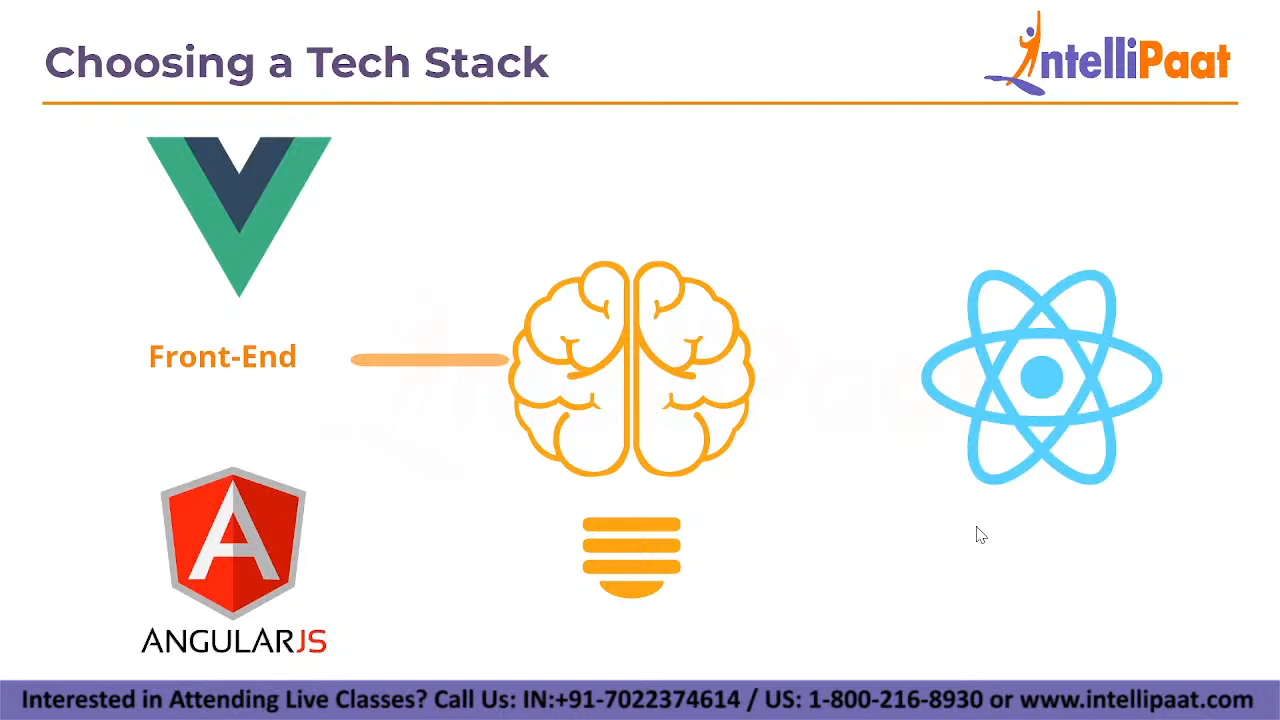 Choosing a Tech Stack
IntelliPaat
Front-End
ANGULARJS
Interested in Attending Live Classes? Call Us: IN:+91-7022374614 / US: 1-800-216-8930 or www.intellipaat.com